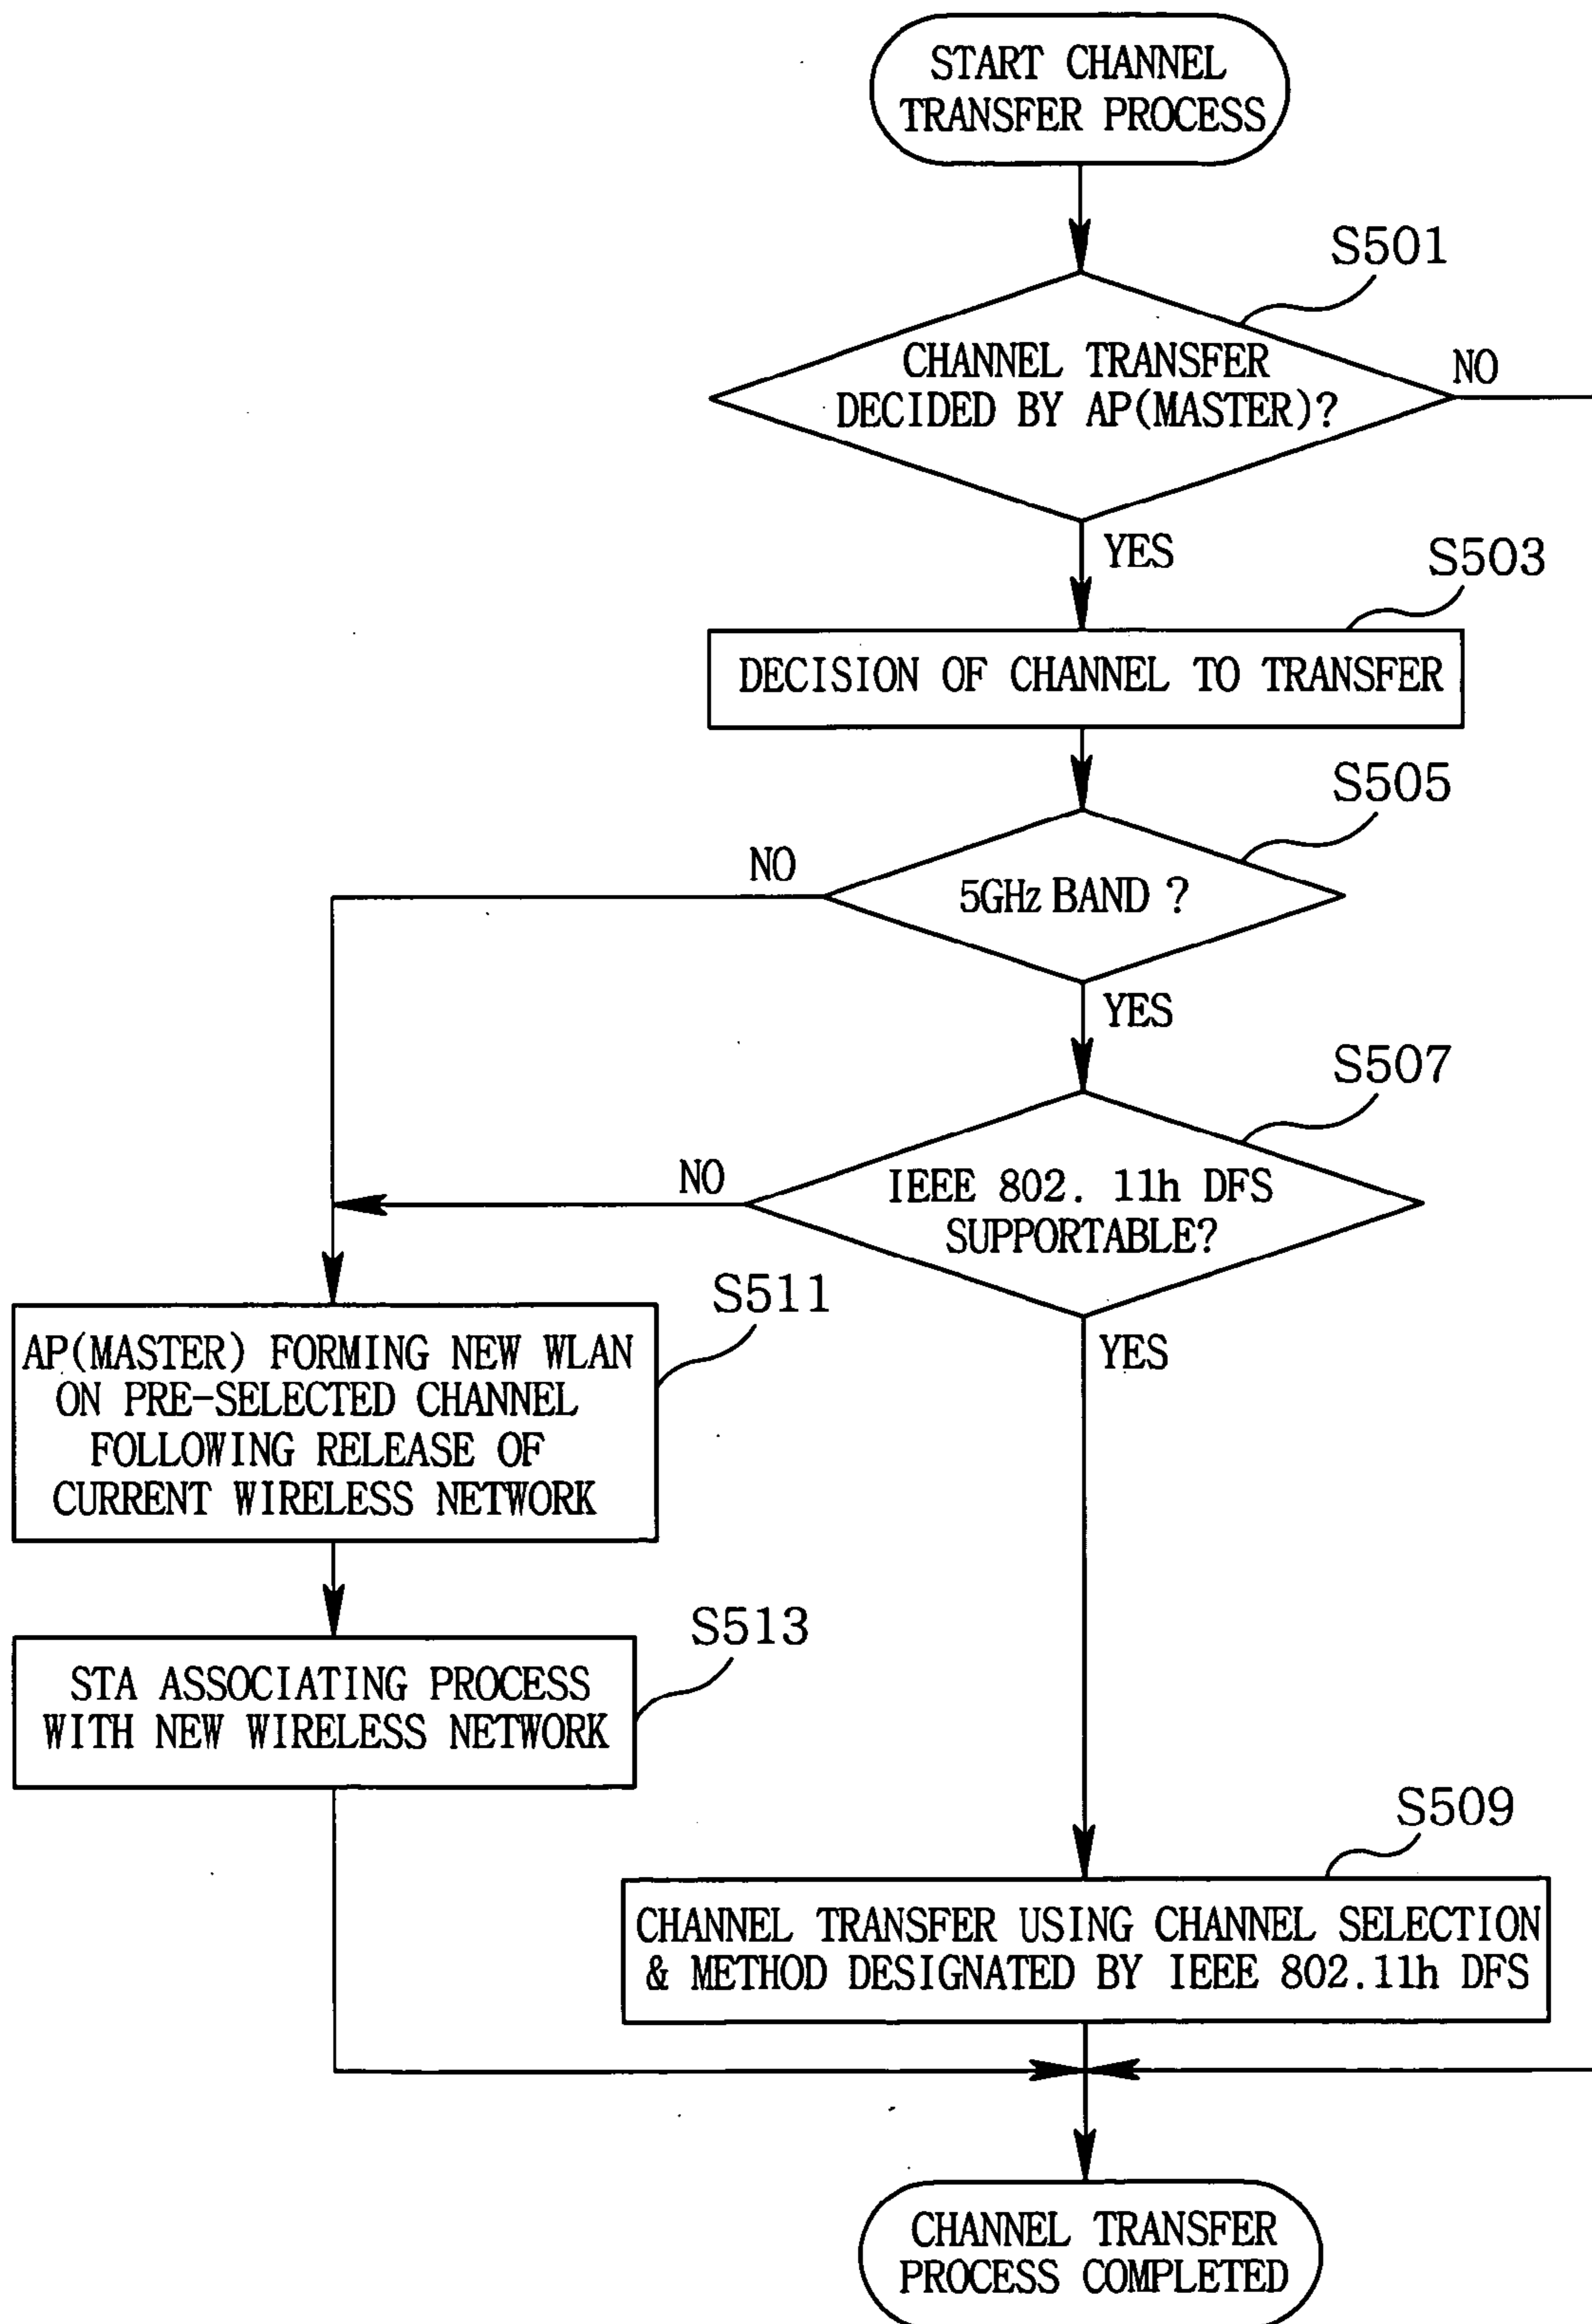 START CHANNEL
TRANSFER PROCESS
S501
CHANNEL TRANSFER
DECIDED BY AP(MASTER)?
NO
YES
S503
DECISION OF CHANNEL TO TRANSFER
S505
NO
5GHz BAND ?
YES
S507
NO
IEEE 802. 11h DFS
SUPPORTABLE?
YES
S511
AP(MASTER) FORMING NEW WLAN
ON PRE-SELECTED CHANNEL
FOLLOWING RELEASE OF
CURRENT WIRELESS NETWORK
S513
STA ASSOCIATING PROCESS
WITH NEW WIRELESS NETWORK
S509
CHANNEL TRANSFER USING CHANNEL SELECTION
& METHOD DESIGNATED BY IEEE 802.11h DFS
CHANNEL TRANSFER
PROCESS COMPLETED